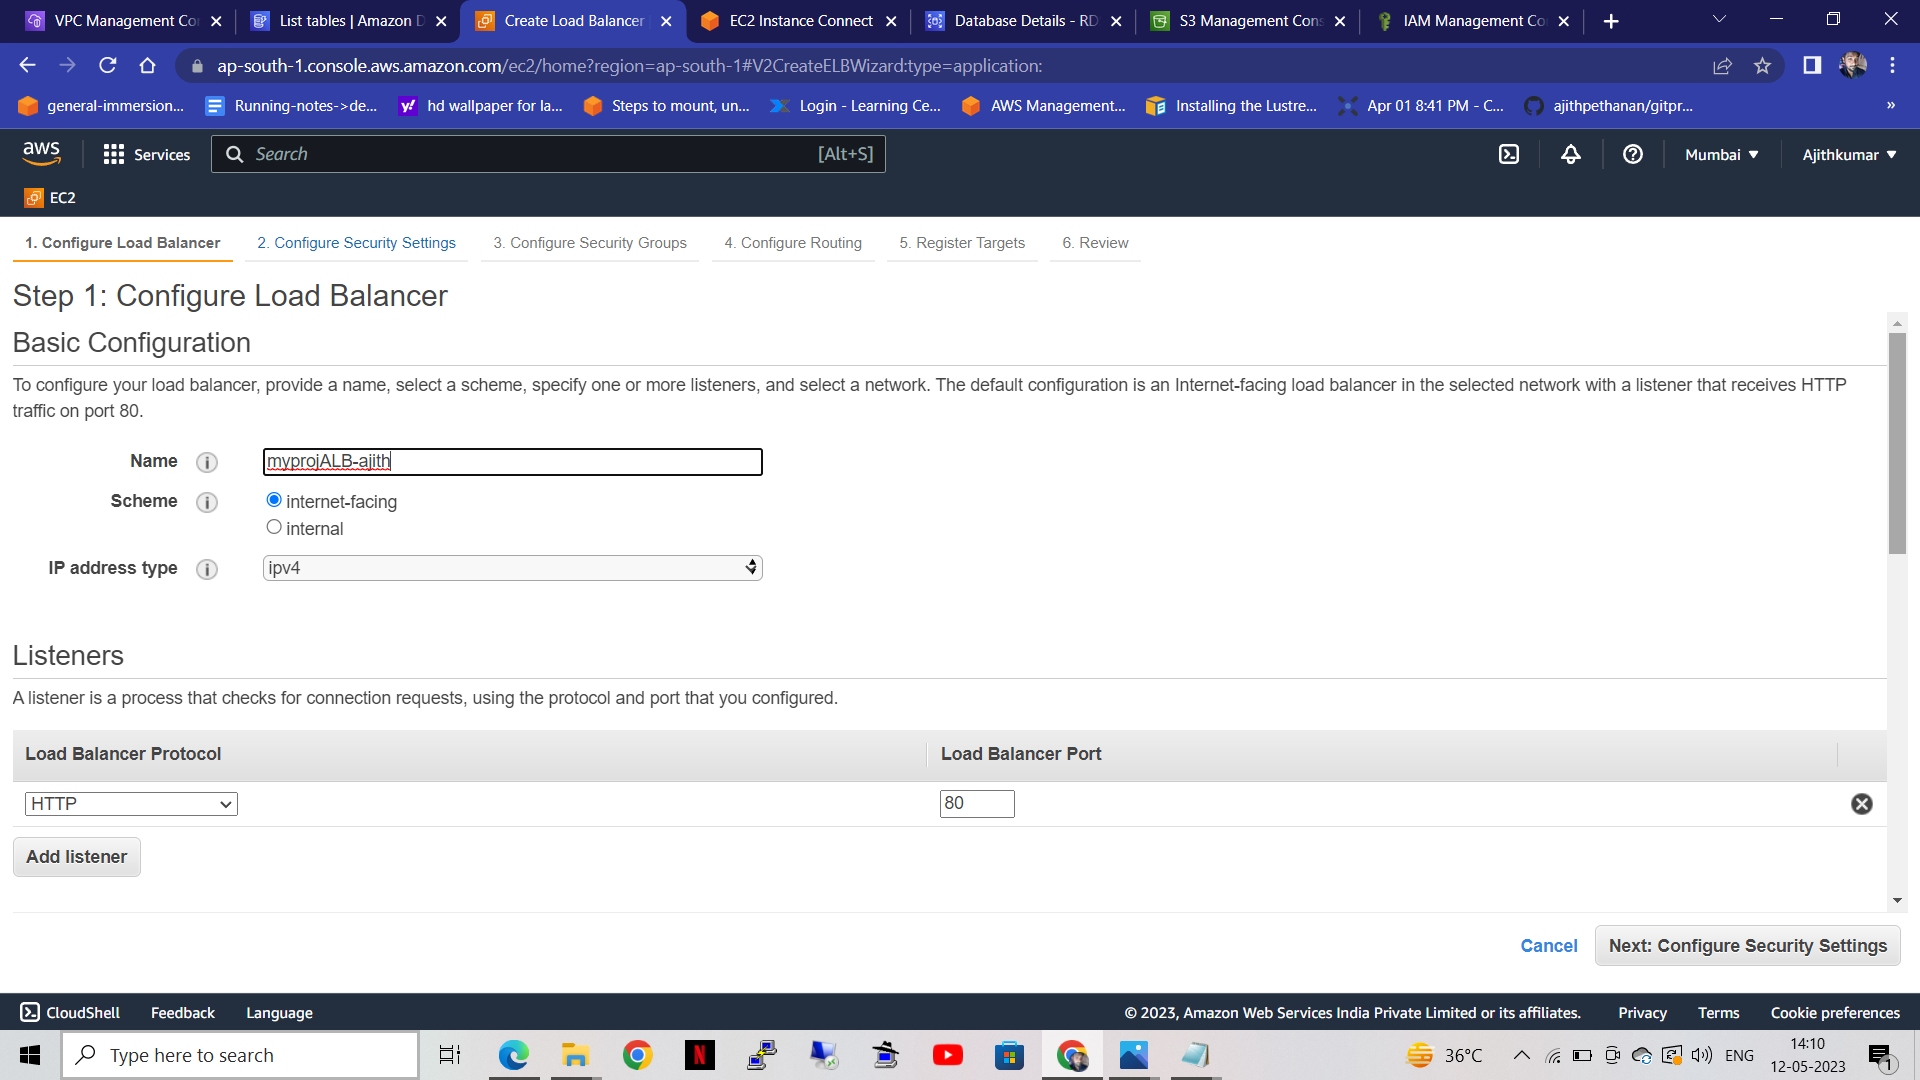 VPC Management Co
List tables | Amazon D
Create Load Balancer
EC2 Instance Connect
Database Details - RD
S3 Management Cons
IAM Management Co
ap-south-1.console.aws.amazon.com/ec2/home?region=ap-south-1#V2CreateELBWizard:type=application:
general-immersion...
Running-notes->de...
hd wallpaper for la...
Steps to mount, un...
Login - Learning Ce...
AWS Management...
Installing the Lustre...
Apr 01 8:41 PM - C...
ajithpethanan/gitpr...
»
aws
Services
Search
[Alt+S]
Mumbai
Ajithkumar
EC2
1. Configure Load Balancer
2. Configure Security Settings
3. Configure Security Groups
4. Configure Routing
5. Register Targets
6. Review
Step 1: Configure Load Balancer
Basic Configuration
To configure your load balancer, provide a name, select a scheme, specify one or more listeners, and select a network. The default configuration is an Internet-facing load balancer in the selected network with a listener that receives HTTP
traffic on port 80.
Name
myprojALB-ajith
Scheme
internet-facing
internal
IP address type
ipv4
Listeners
A listener is a process that checks for connection requests, using the protocol and port that you configured.
Load Balancer Protocol
Load Balancer Port
HTTP
80
Add listener
Cancel
Next: Configure Security Settings
CloudShell
Feedback
Language
© 2023, Amazon Web Services India Private Limited or its affiliates.
Privacy
Terms
Cookie preferences
Type here to search
36°C
ENG
14:10
12-05-2023
1